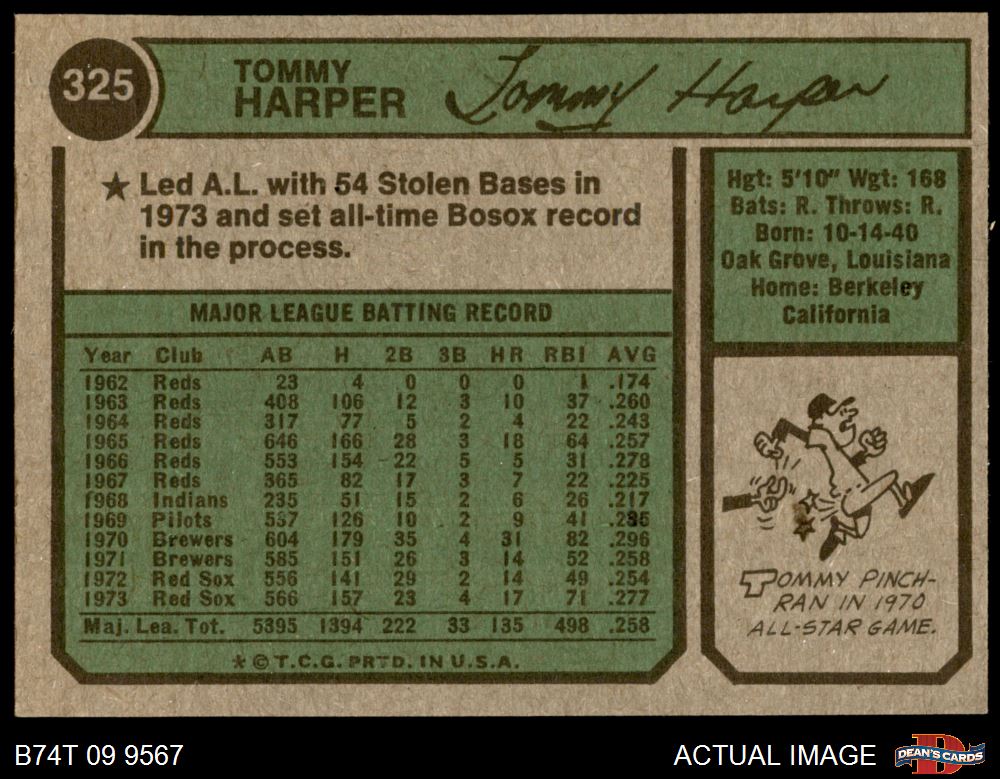 325
TOMMY
HARPER
Tommy Harper
★ Led A.L. with 54 Stolen Bases in
1973 and set all-time Bosox record
in the process.
Hgt: 5'10" Wgt: 168
Bats: R. Throws: R.
Born: 10-14-40
Oak Grove, Louisiana
Home: Berkeley
California
MAJOR LEAGUE BATTING RECORD
Year Club AB H 2B 3B HR RBI AVG
1962 Reds 23 4 0 0 0 1 .174
1963 Reds 408 106 12 3 10 37 .260
1964 Reds 317 77 5 2 4 22 .243
1965 Reds 646 166 28 3 18 64 .257
1966 Reds 553 154 22 5 5 31 .278
1967 Reds 365 82 17 3 7 22 .225
1968 Indians 235 51 15 2 6 26 .217
1969 Pilots 537 126 10 2 9 41
1970 Brewers 604 179 35 4 31 82 .296
1971 Brewers 585 151 26 3 14 52 .258
1972 Red Sox 556 141 29 2 14 49 .254
1973 Red Sox 566 157 23 4 17 71 .277
Maj. Lea. Tot. 5395 1394 222 33 135 498 .258
★ © T.C.G. PRTD. IN U.S.A.
TOMMY PINCH-
RAN IN 1970
ALL-STAR GAME.
B74T 09 9567
ACTUAL IMAGE
DEAN'S CARDS